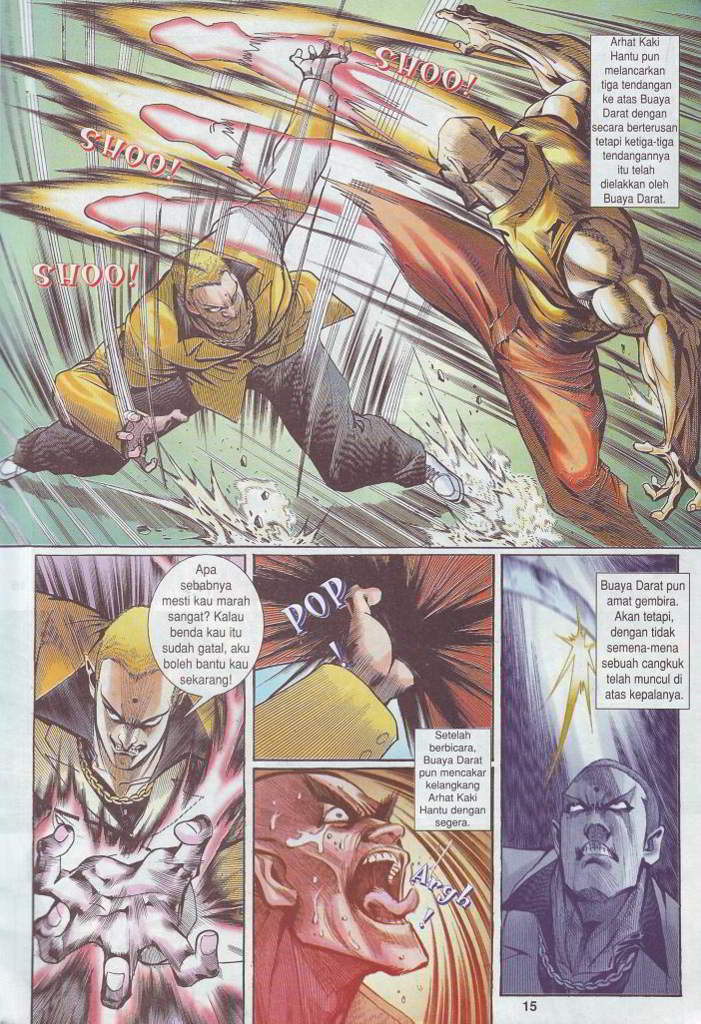 Arhat Kaki
Hantu pun
melancarkan
tiga tendangan
ke atas Buaya
Darat dengan
secara berterusan
tetapi ketiga-tiga
tendangannya
itu telah
dielakkan oleh
Buaya Darat.
SHOO!OOHS
SHOO!OOHS
SHOO!OOHS
Apa
sebabnya
mesti kau marah
sangat? Kalau
benda kau itu
sudah gatal, aku
boleh bantu kau
sekarang!
POP
!
Setelah
berbicara,
Buaya Darat
pun mencakar
kelangkang
Arhat Kaki
Hantu dengan
segera.
Argh
!
Buaya Darat pun
amat gembira.
Akan tetapi,
dengan tidak
semena-mena
sebuah cangkuk
telah muncul di
atas kepalanya.
15